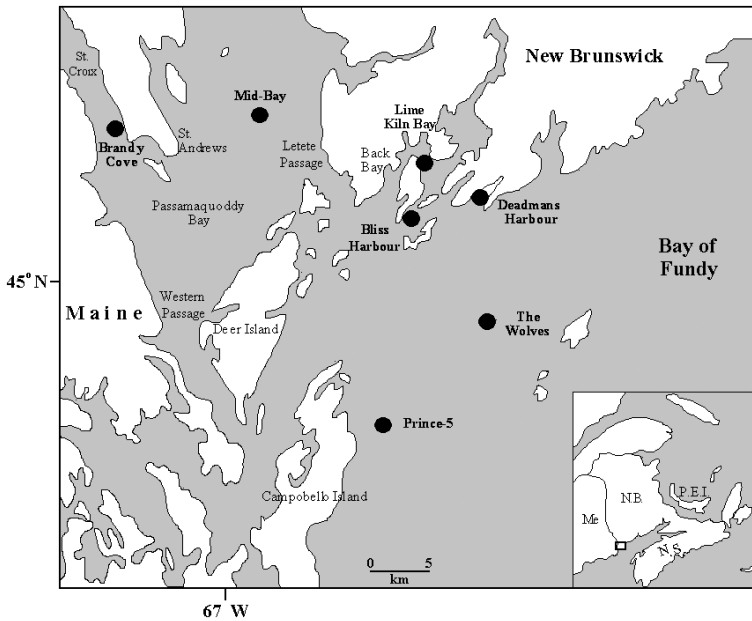 St.
Croix
New Brunswick
Mid-Bay
Lime
Kiln Bay
Brandy
Cove
St.
Andrews
Letete
Passage
Back
Bay
Passamaquoddy
Bay
Deadmans
Harbour
Bliss
Harbour
Bay of
Fundy
45° N
Maine
Western
Passage
Deer Island
The
Wolves
Prince-5
Campobello Island
0 5
km
P.E.I.
N.B.
Me
N.S.
67 W